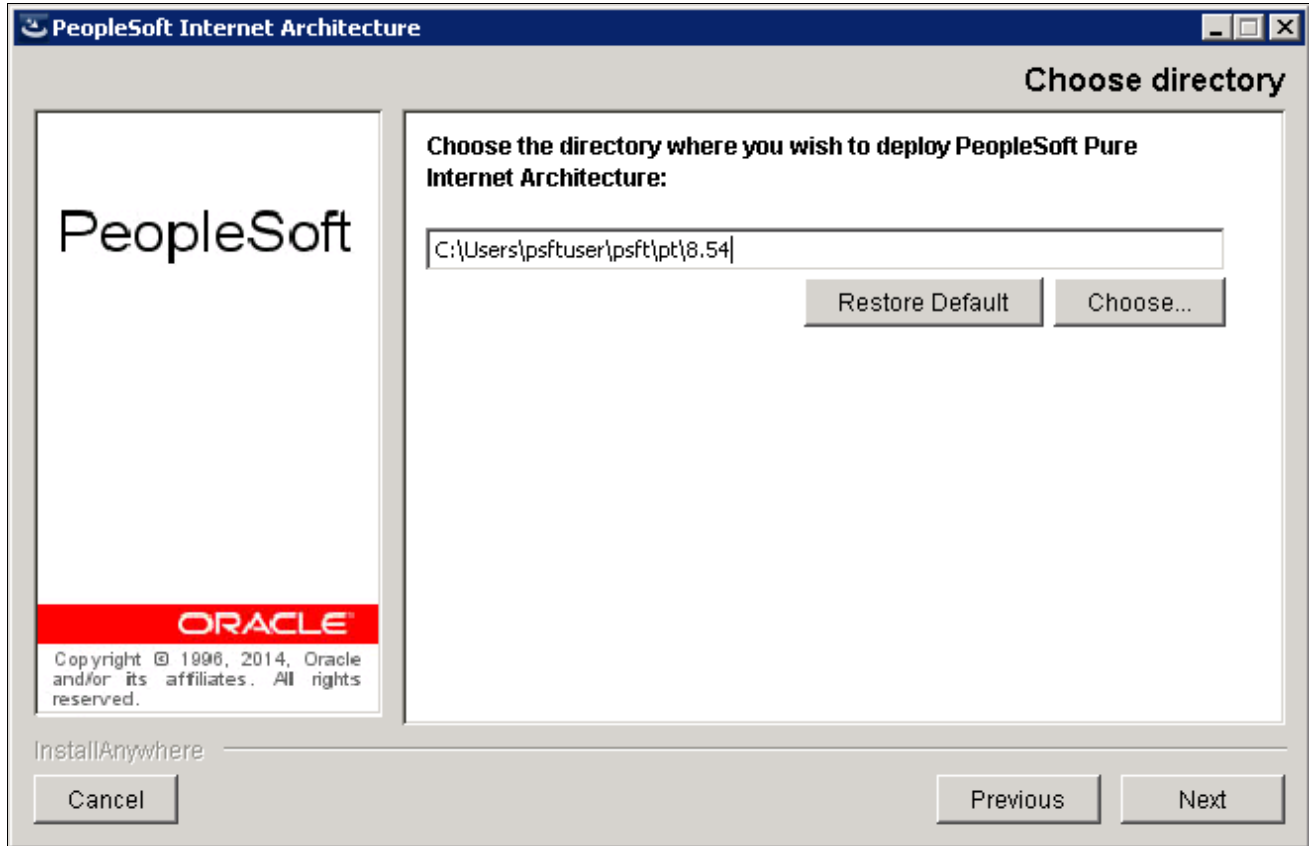 PeopleSoft Internet Architecture
Choose directory
PeopleSoft
ORACLE
Copyright © 1996, 2014, Oracle
and/or its affiliates. All rights
reserved.
Choose the directory where you wish to deploy PeopleSoft Pure
Internet Architecture:
C:\Users\psftuser\psft\pt\8.54
Restore Default
Choose...
InstallAnywhere
Cancel
Previous
Next